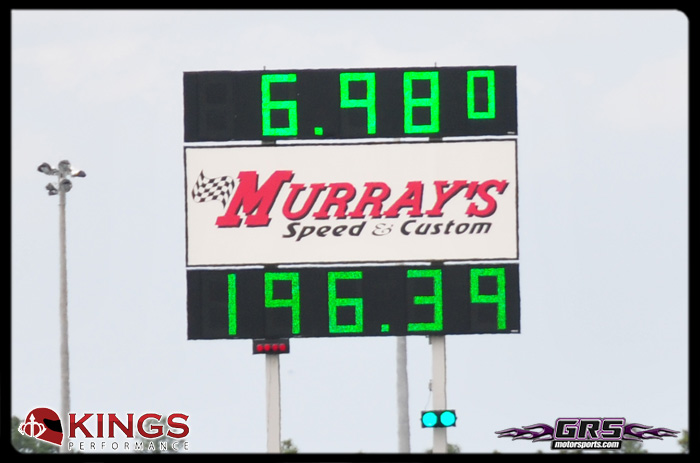 6.980
MURRAY'S
Speed & Custom
196.39
KINGS
PERFORMANCE
GRS
motorsports.com